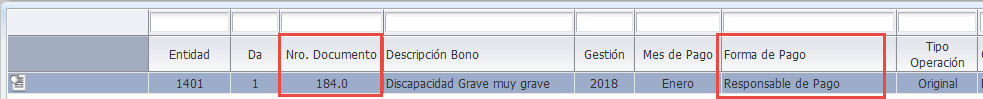 Entidad Da Nro. Documento Descripción Bono Gestión Mes de Pago Forma de Pago Tipo Operación
1401 1 184.0 Discapacidad Grave muy grave 2018 Enero Responsable de Pago Original